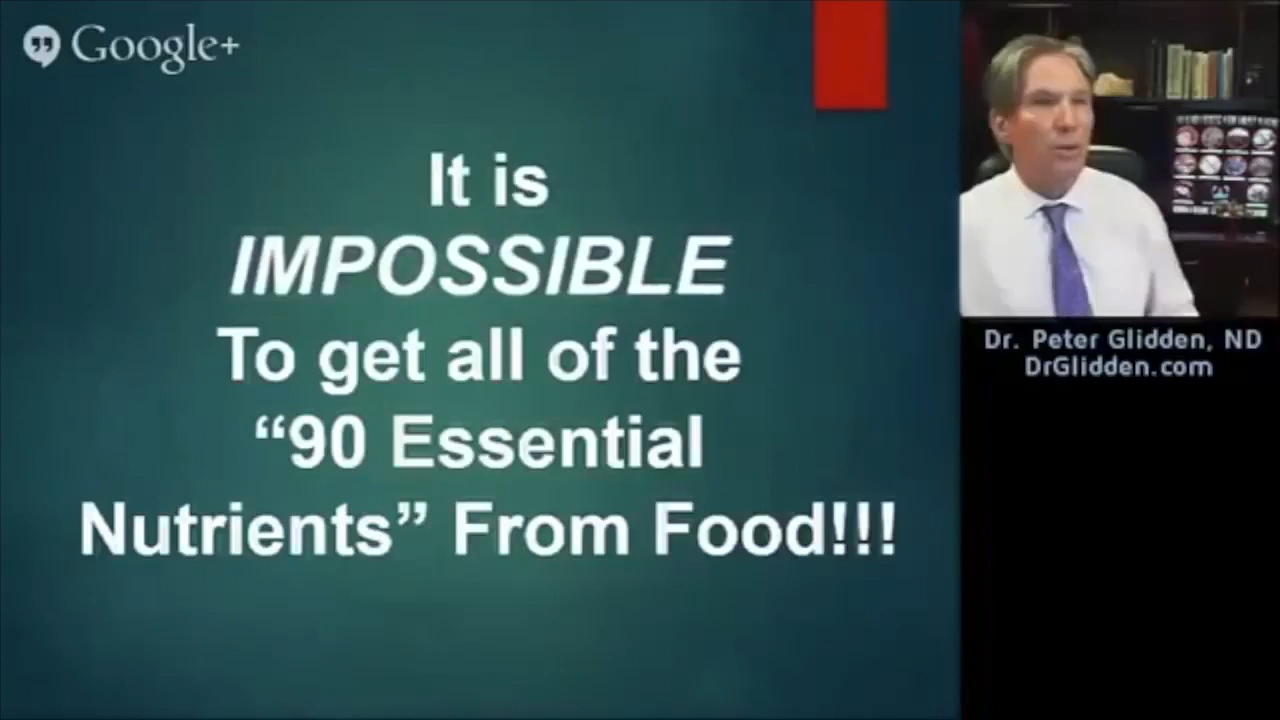 Google+
It is
IMPOSSIBLE
To get all of the
“90 Essential
Nutrients” From Food!!!
Dr. Peter Glidden, ND
DrGlidden.com